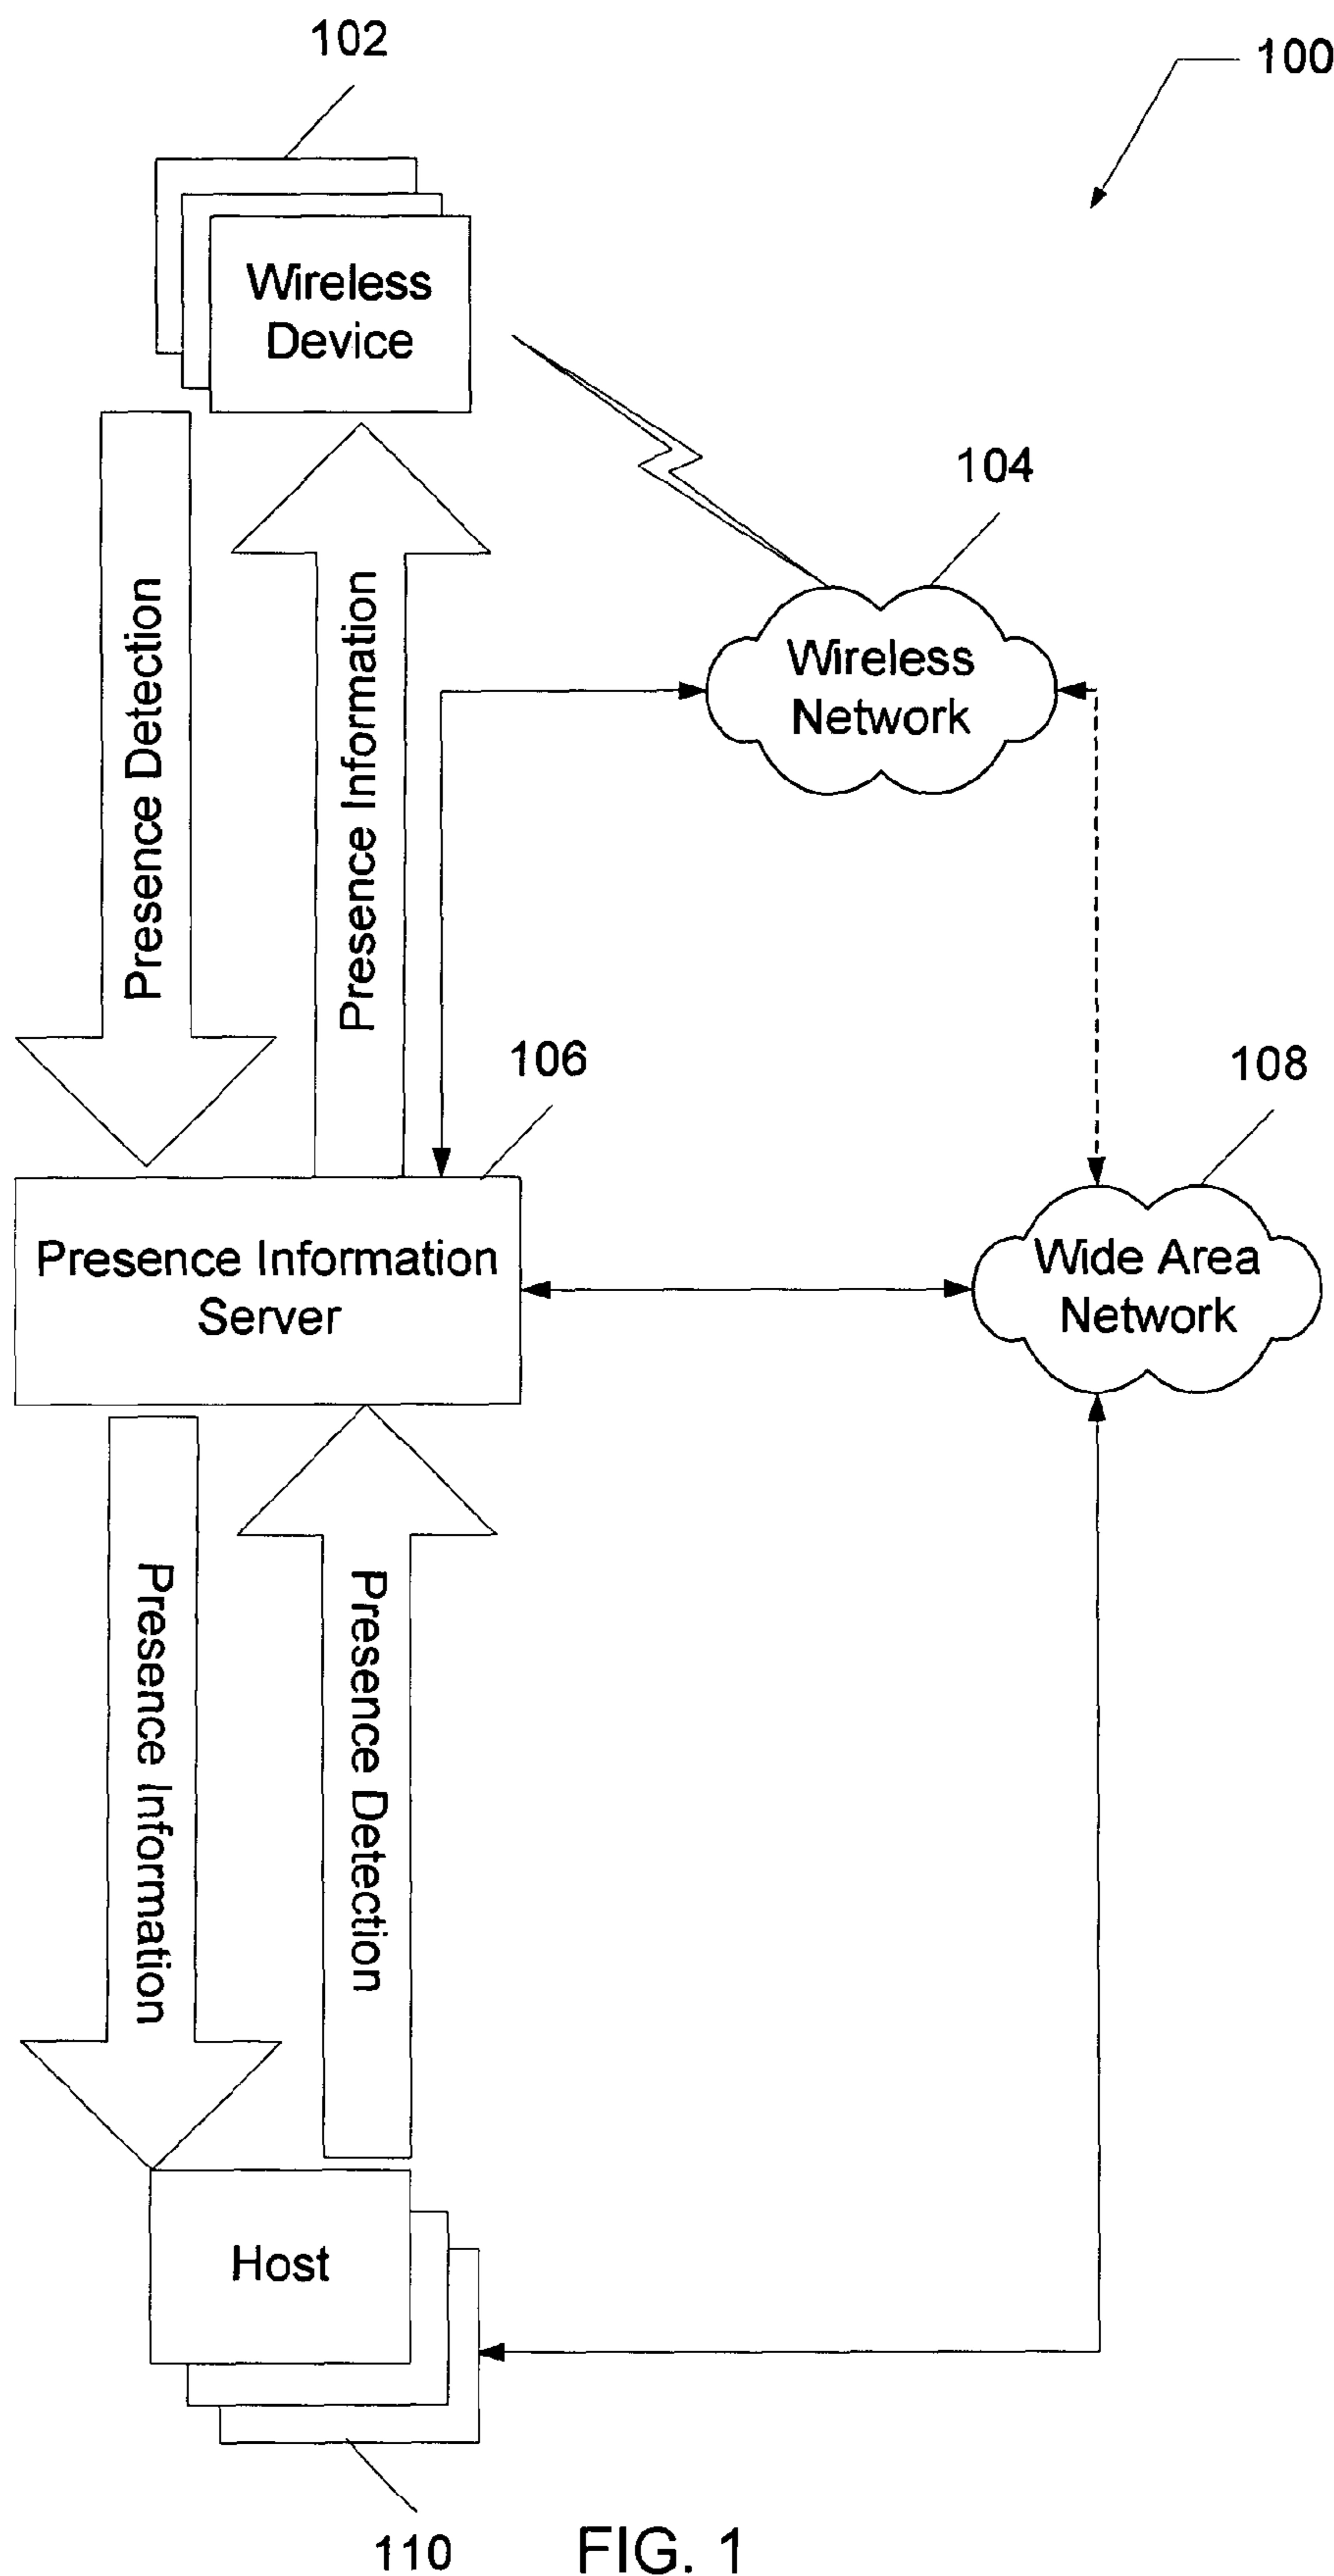 102
100
Wireless
Device
104
Wireless
Network
Presence Detection
Presence Information
106
108
Presence Information
Server
Wide Area
Network
Presence Information
Presence Detection
Host
110
FIG. 1